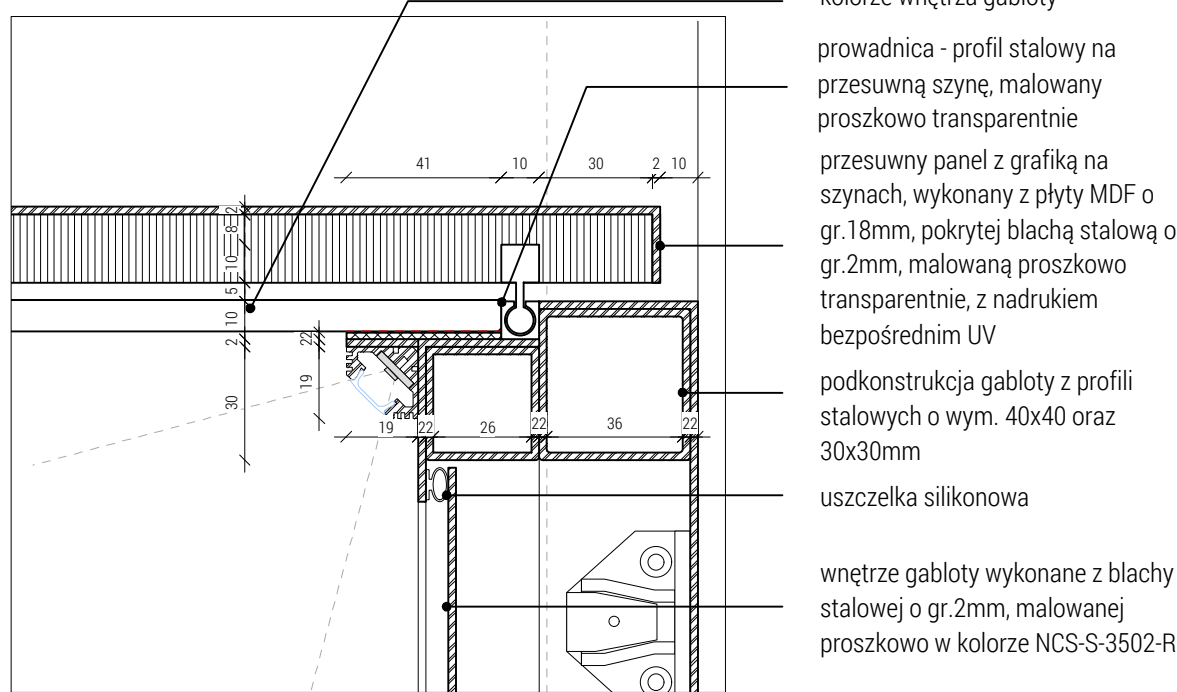 kolorze wnętrza gabloty
prowadnica - profil stalowy na
przesuwną szynę, malowany
proszkowo transparentnie
przesuwny panel z grafiką na
szynach, wykonany z płyty MDF o
gr.18mm, pokrytej blachą stalową o
gr.2mm, malowaną proszkowo
transparentnie, z nadrukiem
bezpośrednim UV
podkonstrukcja gabloty z profili
stalowych o wym. 40x40 oraz
30x30mm
uszczelka silikonowa
wnętrze gabloty wykonane z blachy
stalowej o gr.2mm, malowanej
proszkowo w kolorze NCS-S-3502-R
41 10 30 2 10
2
8
10
5
10
2
30
22
19
19 22 26 22 36 22